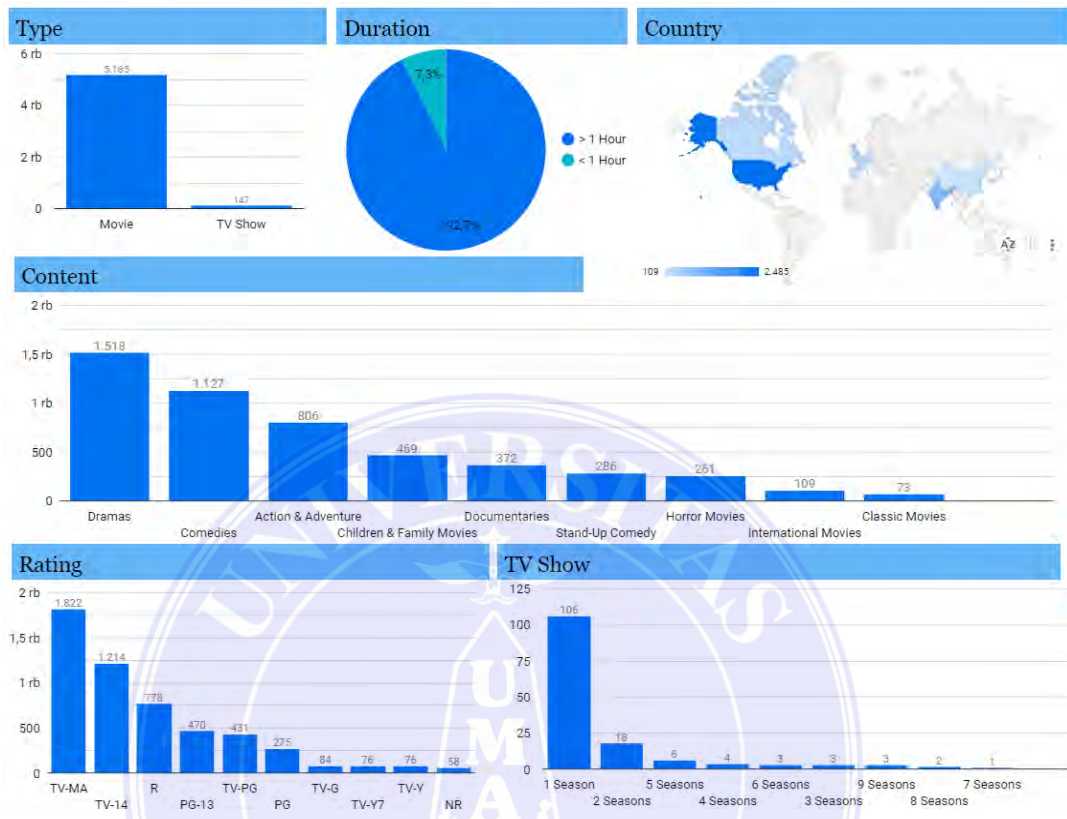 Type
6 rb
4 rb
2 rb
0
5.185
147
Movie
TV Show
Duration
7,3%
92,7%
> 1 Hour
< 1 Hour
Country
109
2.485
Content
2 rb
1,5 rb
1 rb
500
0
1.518
1.127
806
469
372
286
261
109
73
Dramas
Comedies
Action & Adventure
Children & Family Movies
Documentaries
Stand-Up Comedy
Horror Movies
International Movies
Classic Movies
Rating
2 rb
1,5 rb
1 rb
500
0
1.822
1.214
778
470
431
275
84
76
76
58
TV-MA
TV-14
R
PG-13
TV-PG
PG
TV-G
TV-Y7
TV-Y
NR
TV Show
125
100
75
50
25
0
106
18
6
4
3
3
3
2
1
1 Season
2 Seasons
5 Seasons
4 Seasons
6 Seasons
3 Seasons
9 Seasons
8 Seasons
7 Seasons
UNIVERSITAS
UMA